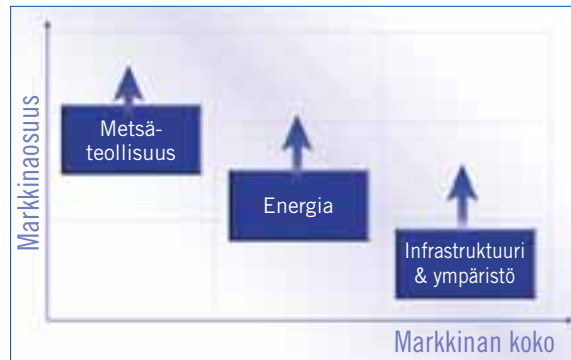 Markkinaosuus
Metsä-
teollisuus
Energia
Infrastruktuuri
& ympäristö
Markkinan koko